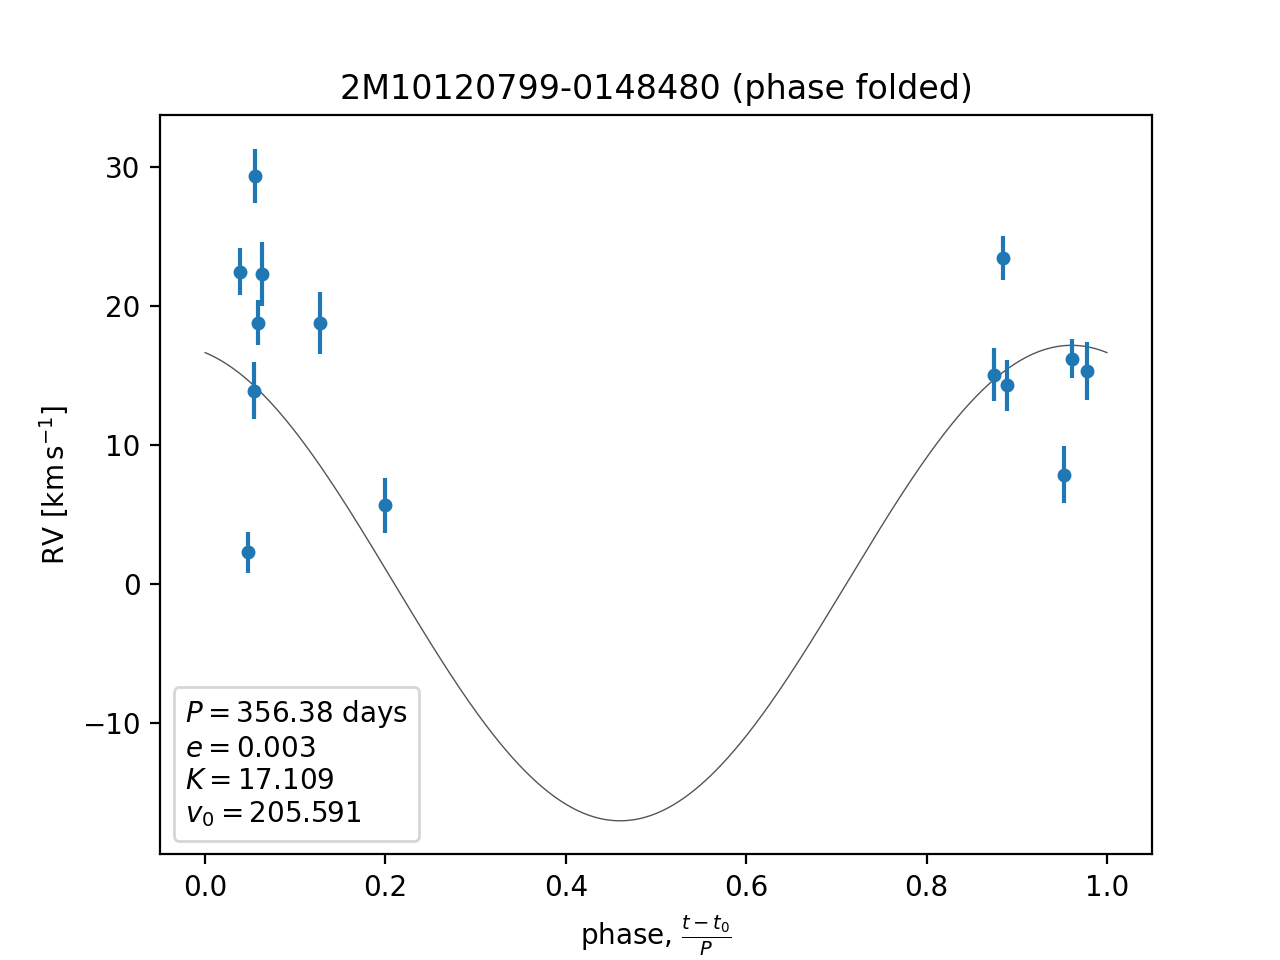 2M10120799-0148480 (phase folded)
30
20
10
0
−10
RV [km s⁻¹]
P = 356.38 days
e = 0.003
K = 17.109
v₀ = 205.591
0.0 0.2 0.4 0.6 0.8 1.0
phase, (t − t₀)/P